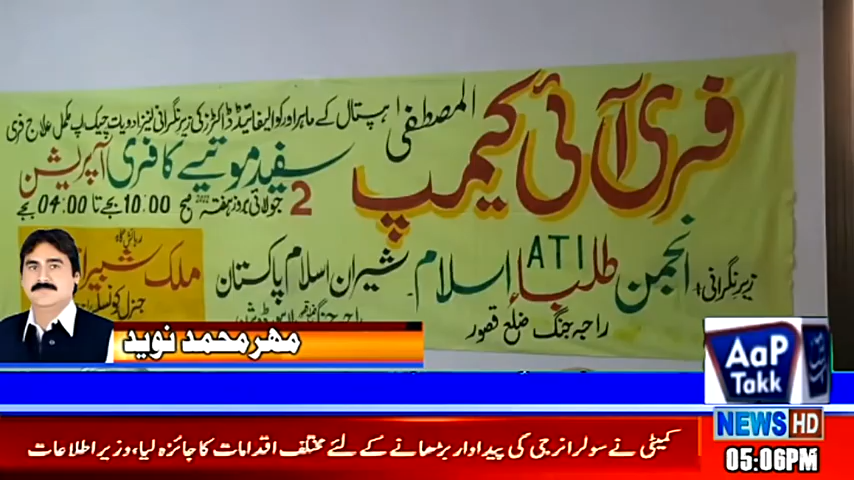 فری آئی کیمپ
المصطفیٰ ہسپتال کے ماہر اور کوالیفائیڈ ڈاکٹرز کی زیر نگرانی لینز ادویات چیک اپ مکمل علاج فری
سفید موتیے کا فری آپریشن
2 جولائی بروز ہفتہ 2022 صبح 10:00 بجے تا 04:00 بجے
زیر نگرانی + انجمن طلباء ATI اسلام۔ شیران اسلام پاکستان
راجہ جنگ ضلع قصور
ملک شبیر
جنرل کونسلر
مہر محمد نوید
AaP
Takk
NEWS HD
کمیٹی نے سولر انرجی کی پیداوار بڑھانے کے لئے مختلف اقدامات کا جائزہ لیا، وزیر اطلاعات
05:06PM